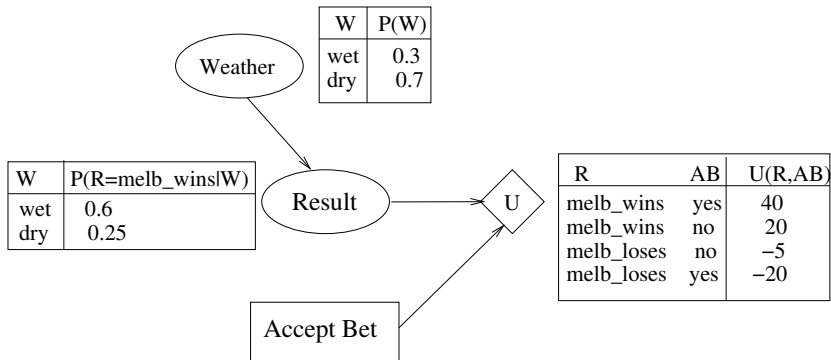 W P(W)
wet 0.3
dry 0.7
Weather
W P(R=melb_wins|W)
wet 0.6
dry 0.25
Result
U
R AB U(R,AB)
melb_wins yes 40
melb_wins no 20
melb_loses no −5
melb_loses yes −20
Accept Bet